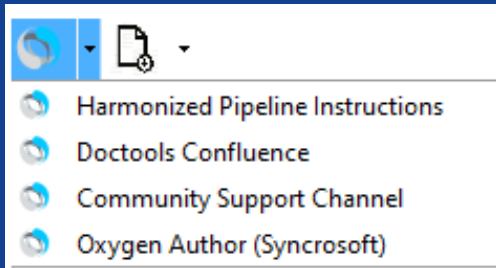 Harmonized Pipeline Instructions
Doctools Confluence
Community Support Channel
Oxygen Author (Syncrosoft)